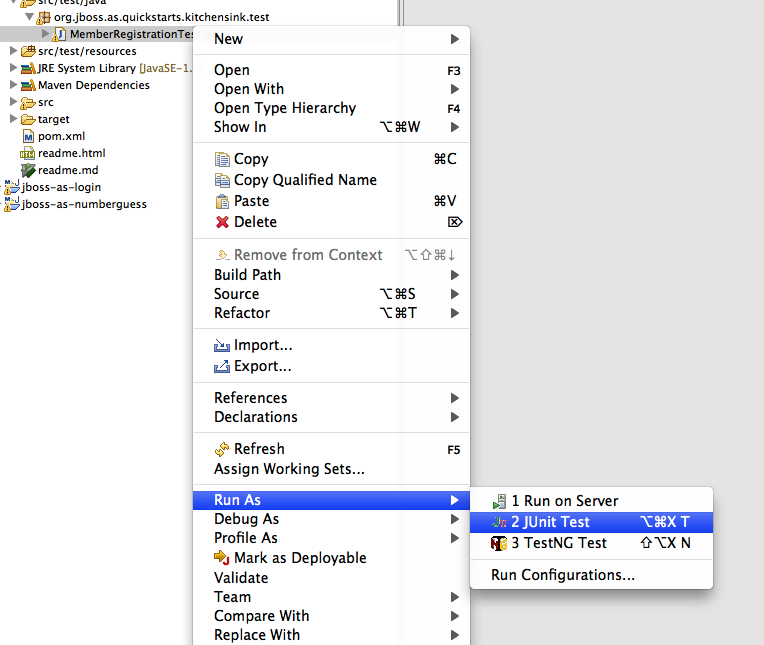 src/test/java
org.jboss.as.quickstarts.kitchensink.test
MemberRegistrationTes
src/test/resources
JRE System Library [JavaSE-1.
Maven Dependencies
src
target
pom.xml
readme.html
readme.md
jboss-as-login
jboss-as-numberguess
New
Open F3
Open With
Open Type Hierarchy F4
Show In ⌥⌘W
Copy ⌘C
Copy Qualified Name
Paste ⌘V
Delete ⌦
Remove from Context ⌥⇧⌘↓
Build Path
Source ⌥⌘S
Refactor ⌥⌘T
Import...
Export...
References
Declarations
Refresh F5
Assign Working Sets...
Run As
Debug As
Profile As
Mark as Deployable
Validate
Team
Compare With
Replace With
1 Run on Server
2 JUnit Test ⌥⌘X T
3 TestNG Test ⇧⌥X N
Run Configurations...